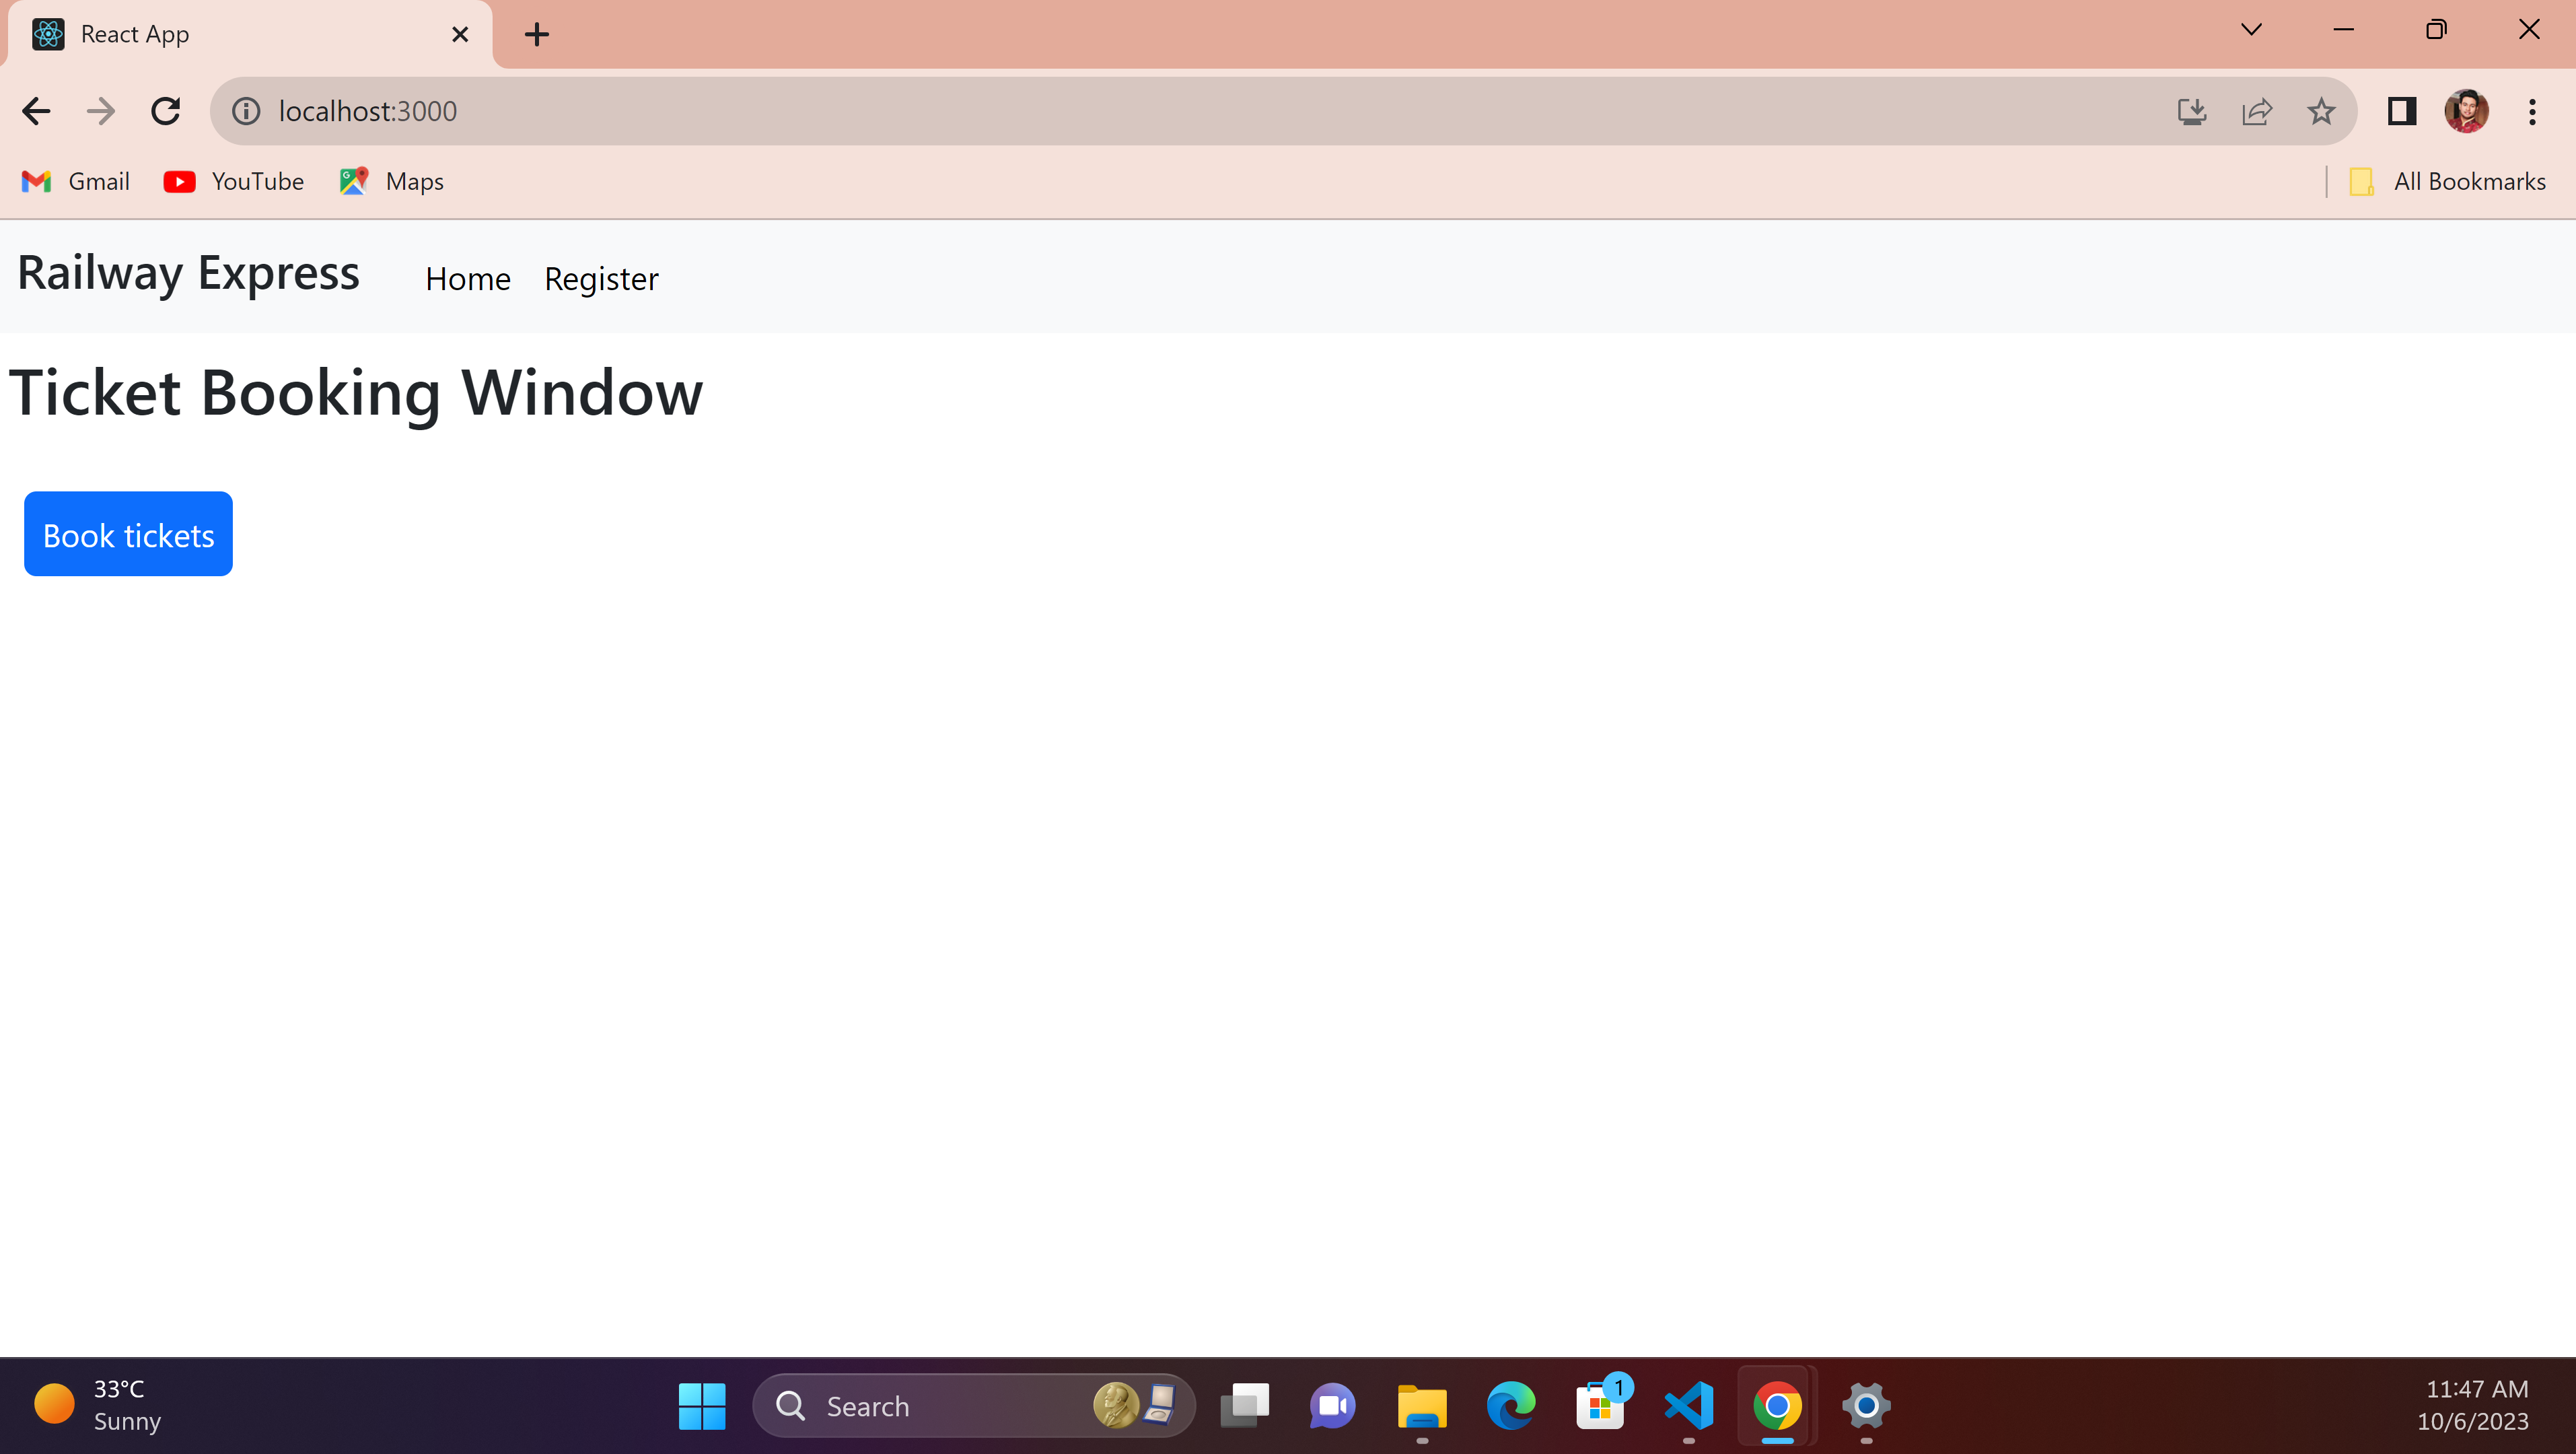 React App
localhost:3000
Gmail YouTube Maps All Bookmarks
Railway Express Home Register
Ticket Booking Window
Book tickets
33°C
Sunny
Search
1
11:47 AM
10/6/2023